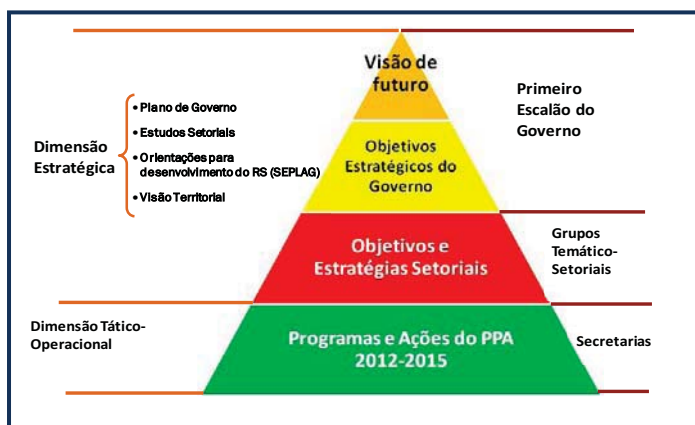 Visão de
futuro
Primeiro
Escalão do
Governo
Dimensão
Estratégica
• Plano de Governo
• Estudos Setoriais
• Orientações para
desenvolvimento do RS (SEPLAG)
• Visão Territorial
Objetivos
Estratégicos do
Governo
Objetivos e
Estratégias Setoriais
Grupos
Temático-
Setoriais
Dimensão Tático-
Operacional
Programas e Ações do PPA
2012-2015
Secretarias